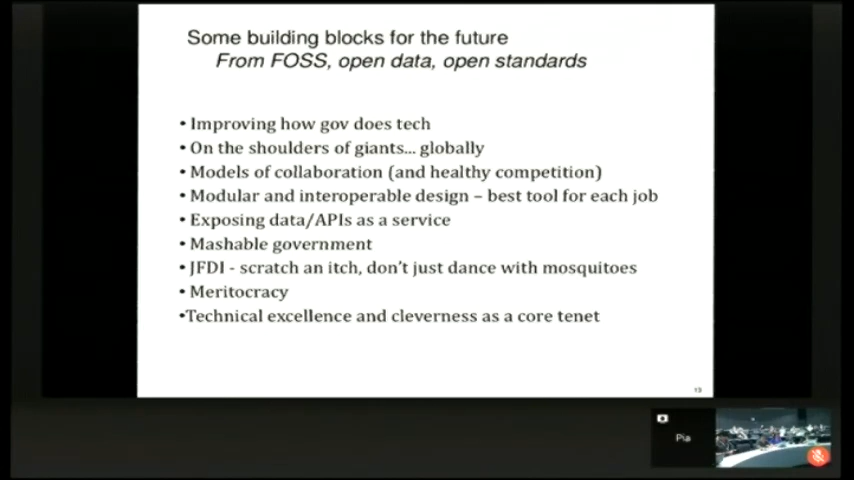 Some building blocks for the future
From FOSS, open data, open standards
• Improving how gov does tech
• On the shoulders of giants... globally
• Models of collaboration (and healthy competition)
• Modular and interoperable design – best tool for each job
• Exposing data/APIs as a service
• Mashable government
• JFDI - scratch an itch, don't just dance with mosquitoes
• Meritocracy
•Technical excellence and cleverness as a core tenet
13
Pia